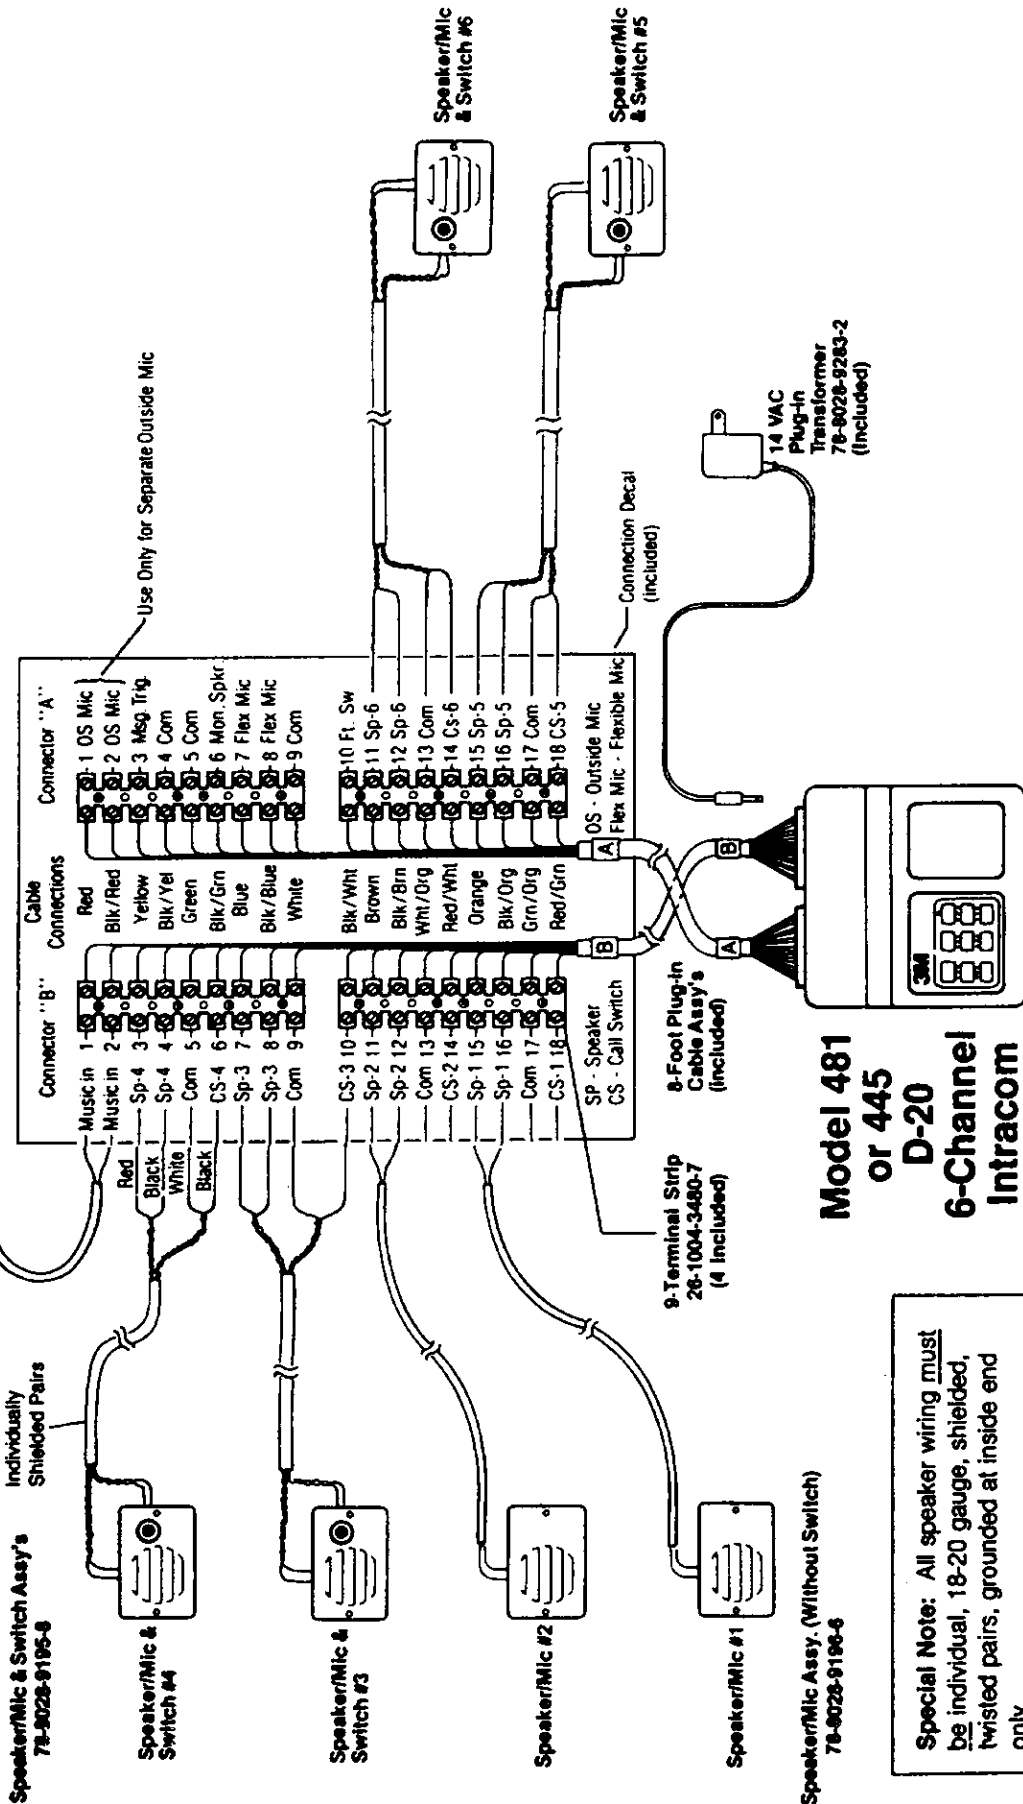 Speaker/Mic & Switch Assy's
78-8028-9195-8
Individually
Shielded Pairs
Speaker/Mic &
Switch #4
Speaker/Mic &
Switch #3
Speaker/Mic #2
Speaker/Mic #1
Speaker/Mic Assy. (Without Switch)
78-8028-9196-6
Red
Black
White
Black
Connector "B"
Music in 1
Music in 2
Sp-4 3
Sp-4 4
Com 5
CS-4 6
Sp-3 7
Sp-3 8
Com 9
CS-3 10
Sp-2 11
Sp-2 12
Com 13
CS-2 14
Sp-1 15
Sp-1 16
Com 17
CS-1 18
SP - Speaker
CS - Call Switch
Cable
Connections
Red
Blk/Red
Yellow
Blk/Yel
Green
Blk/Grn
Blue
Blk/Blue
White
Blk/Wht
Brown
Blk/Brn
Wht/Org
Red/Wht
Orange
Blk/Org
Grn/Org
Red/Grn
Connector "A"
1 OS Mic
2 OS Mic
3 Msg. Trig.
4 Com
5 Com
6 Mon. Spkr.
7 Flex Mic
8 Flex Mic
9 Com
10 Ft. Sw
11 Sp-6
12 Sp-6
13 Com
14 Cs-6
15 Sp-5
16 Sp-5
17 Com
18 CS-5
OS - Outside Mic
Flex Mic - Flexible Mic
Use Only for Separate Outside Mic
Connection Decal
(included)
Speaker/Mic
& Switch #6
Speaker/Mic
& Switch #5
9-Terminal Strip
26-1004-3480-7
(4 Included)
8-Foot Plug-in
Cable Assy's
(included)
B
A
A
B
14 VAC
Plug-in
Transformer
78-8028-9283-2
(Included)
3M
Model 481
or 445
D-20
6-Channel
Intracom
Special Note: All speaker wiring must
be individual, 18-20 gauge, shielded,
twisted pairs, grounded at inside end
only